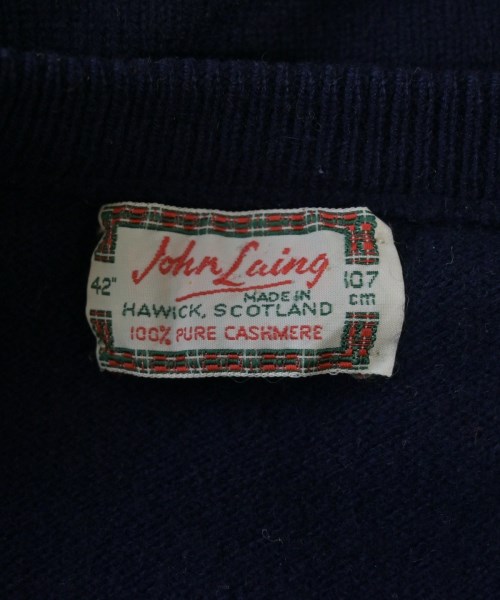 John Laing
42" 107
cm
MADE IN
HAWICK, SCOTLAND
100% PURE CASHMERE